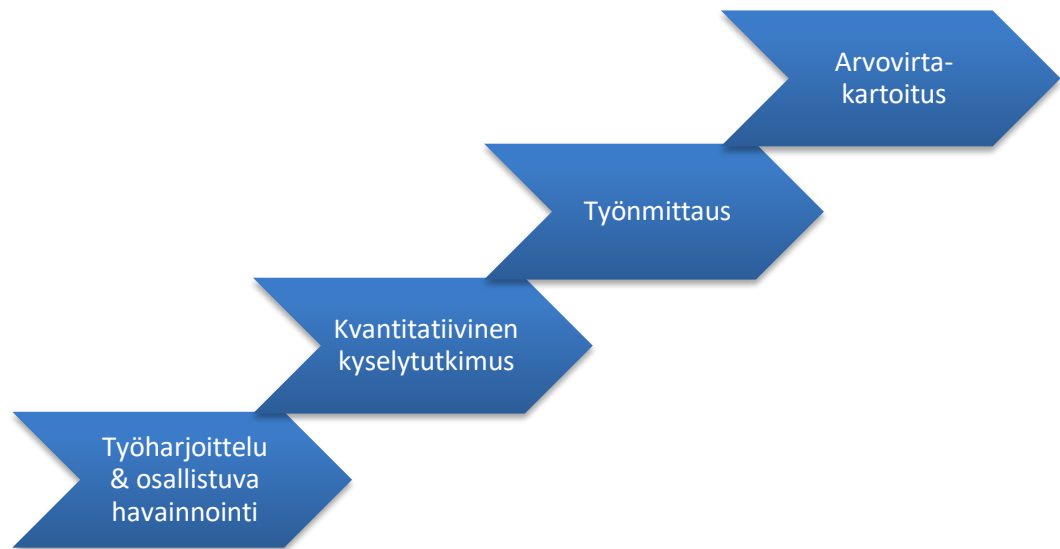 Arvovirta-
kartoitus
Työnmittaus
Kvantitatiivinen
kyselytutkimus
Työharjoittelu
& osallistuva
havainnointi